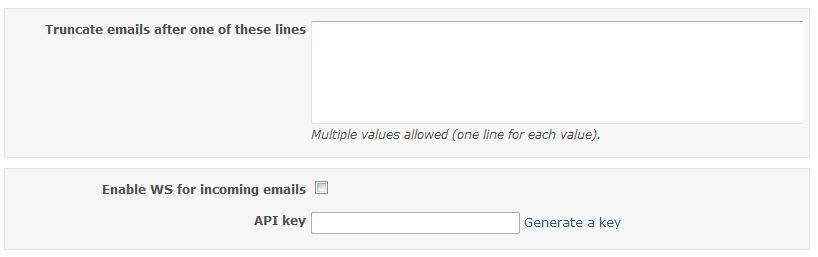 Truncate emails after one of these lines
Multiple values allowed (one line for each value).
Enable WS for incoming emails
API key Generate a key